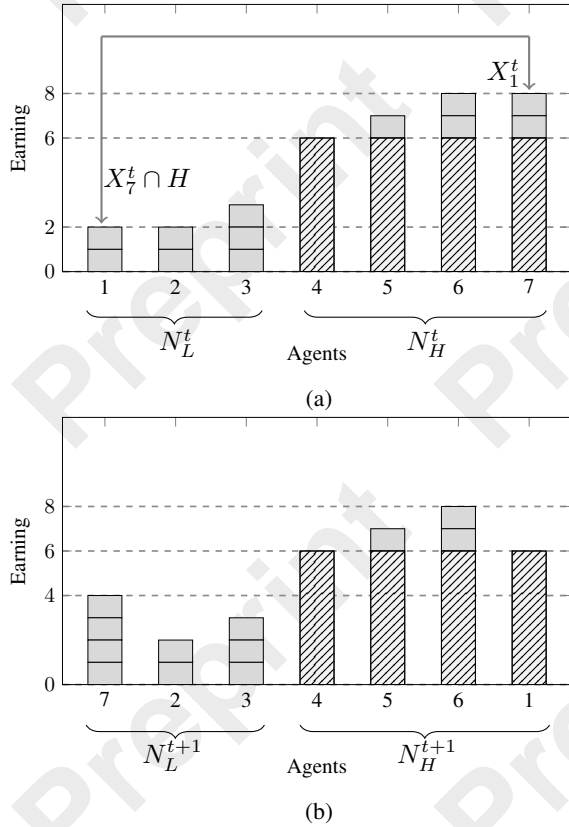 X_1^t
8
6
X_7^t ∩ H
2
0
Earning
1 2 3 4 5 6 7
N_L^t N_H^t
Agents
(a)
8
6
4
0
Earning
7 2 3 4 5 6 1
N_L^{t+1} N_H^{t+1}
Agents
(b)
Preprint